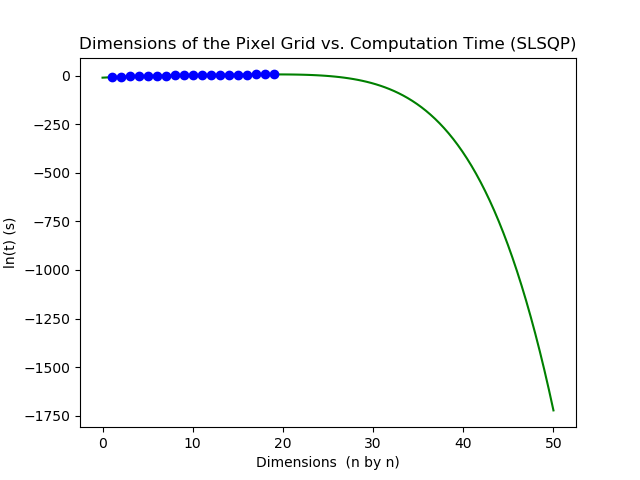 Dimensions of the Pixel Grid vs. Computation Time (SLSQP)
ln(t) (s)
0
−250
−500
−750
−1000
−1250
−1500
−1750
0 10 20 30 40 50
Dimensions  (n by n)